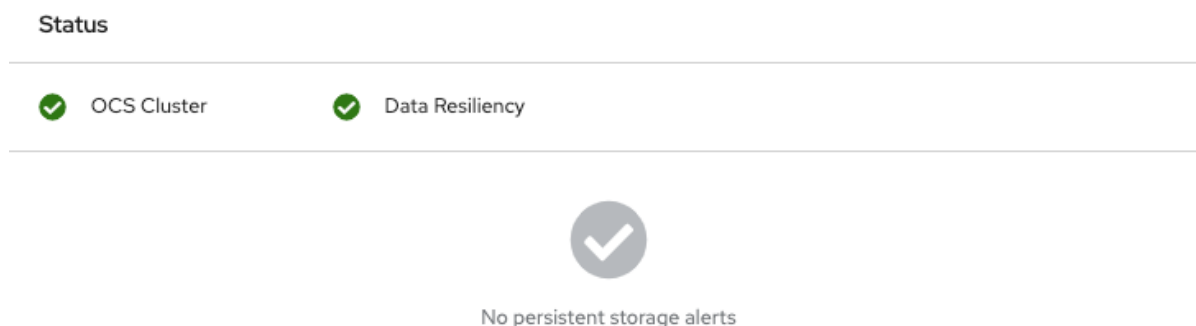 Status
OCS Cluster
Data Resiliency
No persistent storage alerts